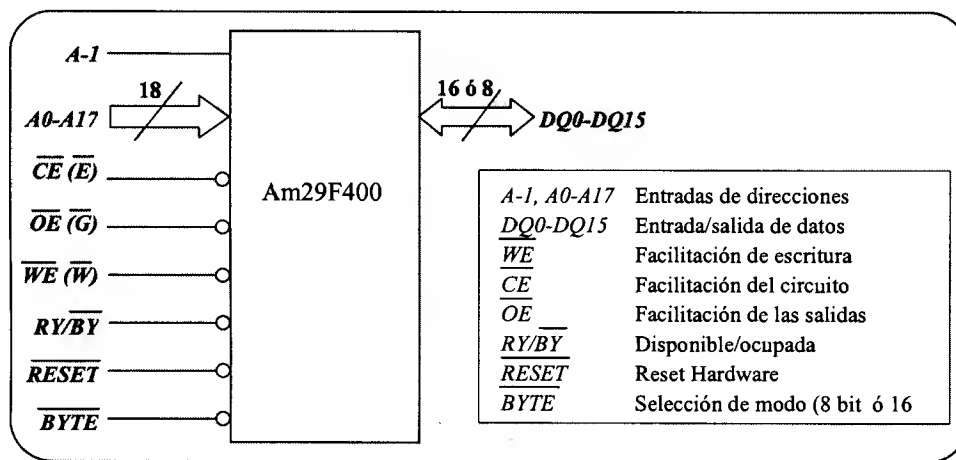 A-1
18
A0-A17
16 ó 8
DQ0-DQ15
CE (E)
OE (G)
WE (W)
RY/BY
RESET
BYTE
Am29F400
A-1, A0-A17 Entradas de direcciones
DQ0-DQ15 Entrada/salida de datos
WE Facilitación de escritura
CE Facilitación del circuito
OE Facilitación de las salidas
RY/BY Disponible/ocupada
RESET Reset Hardware
BYTE Selección de modo (8 bit ó 16